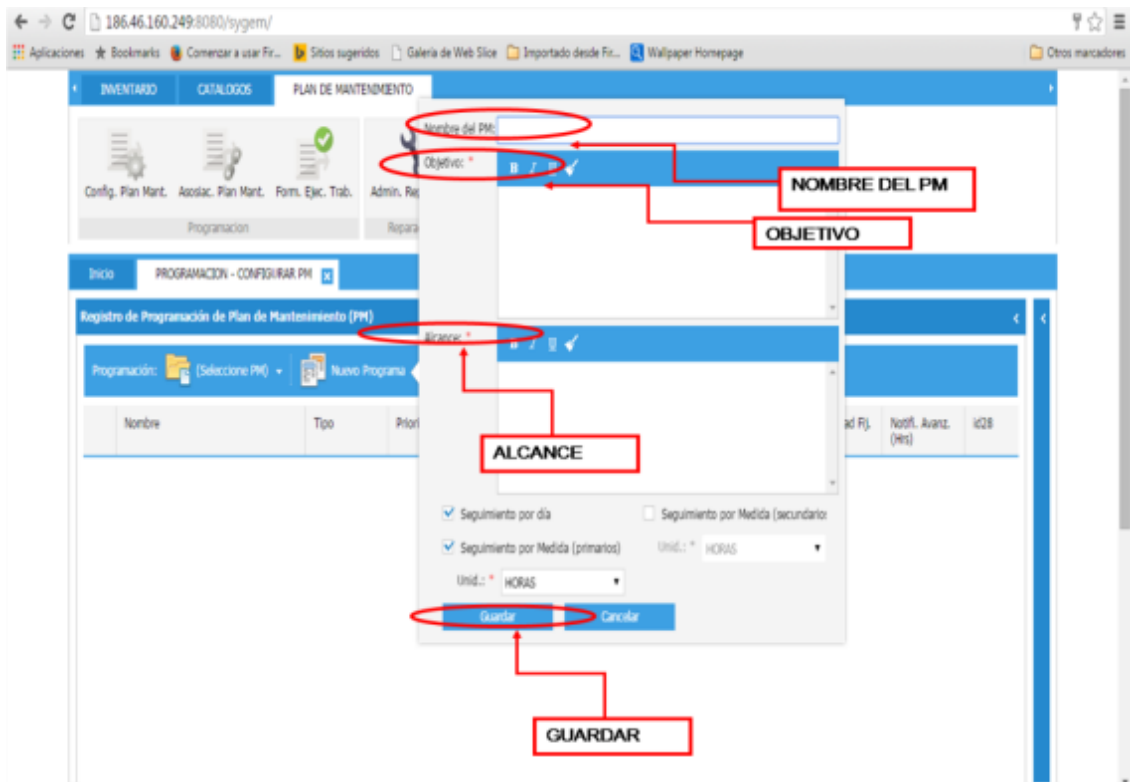 186.46.160.249:8080/sygem/
Aplicaciones Bookmarks Comenzar a usar Fir... Sitios sugeridos Galería de Web Slice Importado desde Fir... Wallpaper Homepage Otros marcadores
INVENTARIO CATALOGOS PLAN DE MANTENIMIENTO
Nombre del PM:
Objetivo: *
B I U
NOMBRE DEL PM
Config. Plan Mant. Asosiac. Plan Mant. Form. Ejec. Trab. Admin. Re
Programacion Repara
OBJETIVO
Inicio PROGRAMACION - CONFIGURAR PM x
Registro de Programación de Plan de Mantenimiento (PM)
Alcance: *
B I U
Programación: (Seleccione PM) Nuevo Programa
Nombre Tipo Priori ad Fij. Notifi. Avanz. (Hrs) id28
ALCANCE
Seguimiento por día Seguimiento por Medida (secundario:
Seguimiento por Medida (primarios) Unid.: * HORAS
Unid.: * HORAS
Guardar Cancelar
GUARDAR